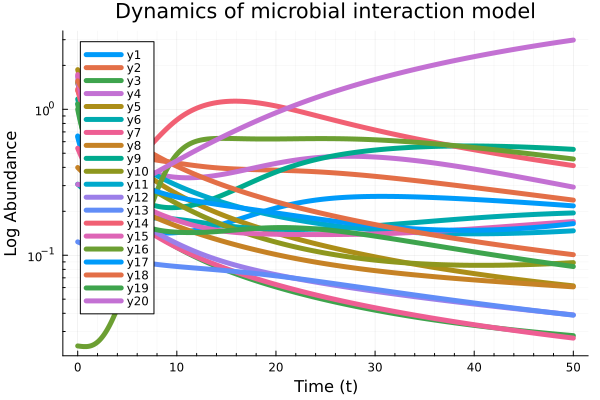 Dynamics of microbial interaction model
Log Abundance
10⁰
10⁻¹
y1
y2
y3
y4
y5
y6
y7
y8
y9
y10
y11
y12
y13
y14
y15
y16
y17
y18
y19
y20
0 10 20 30 40 50
Time (t)